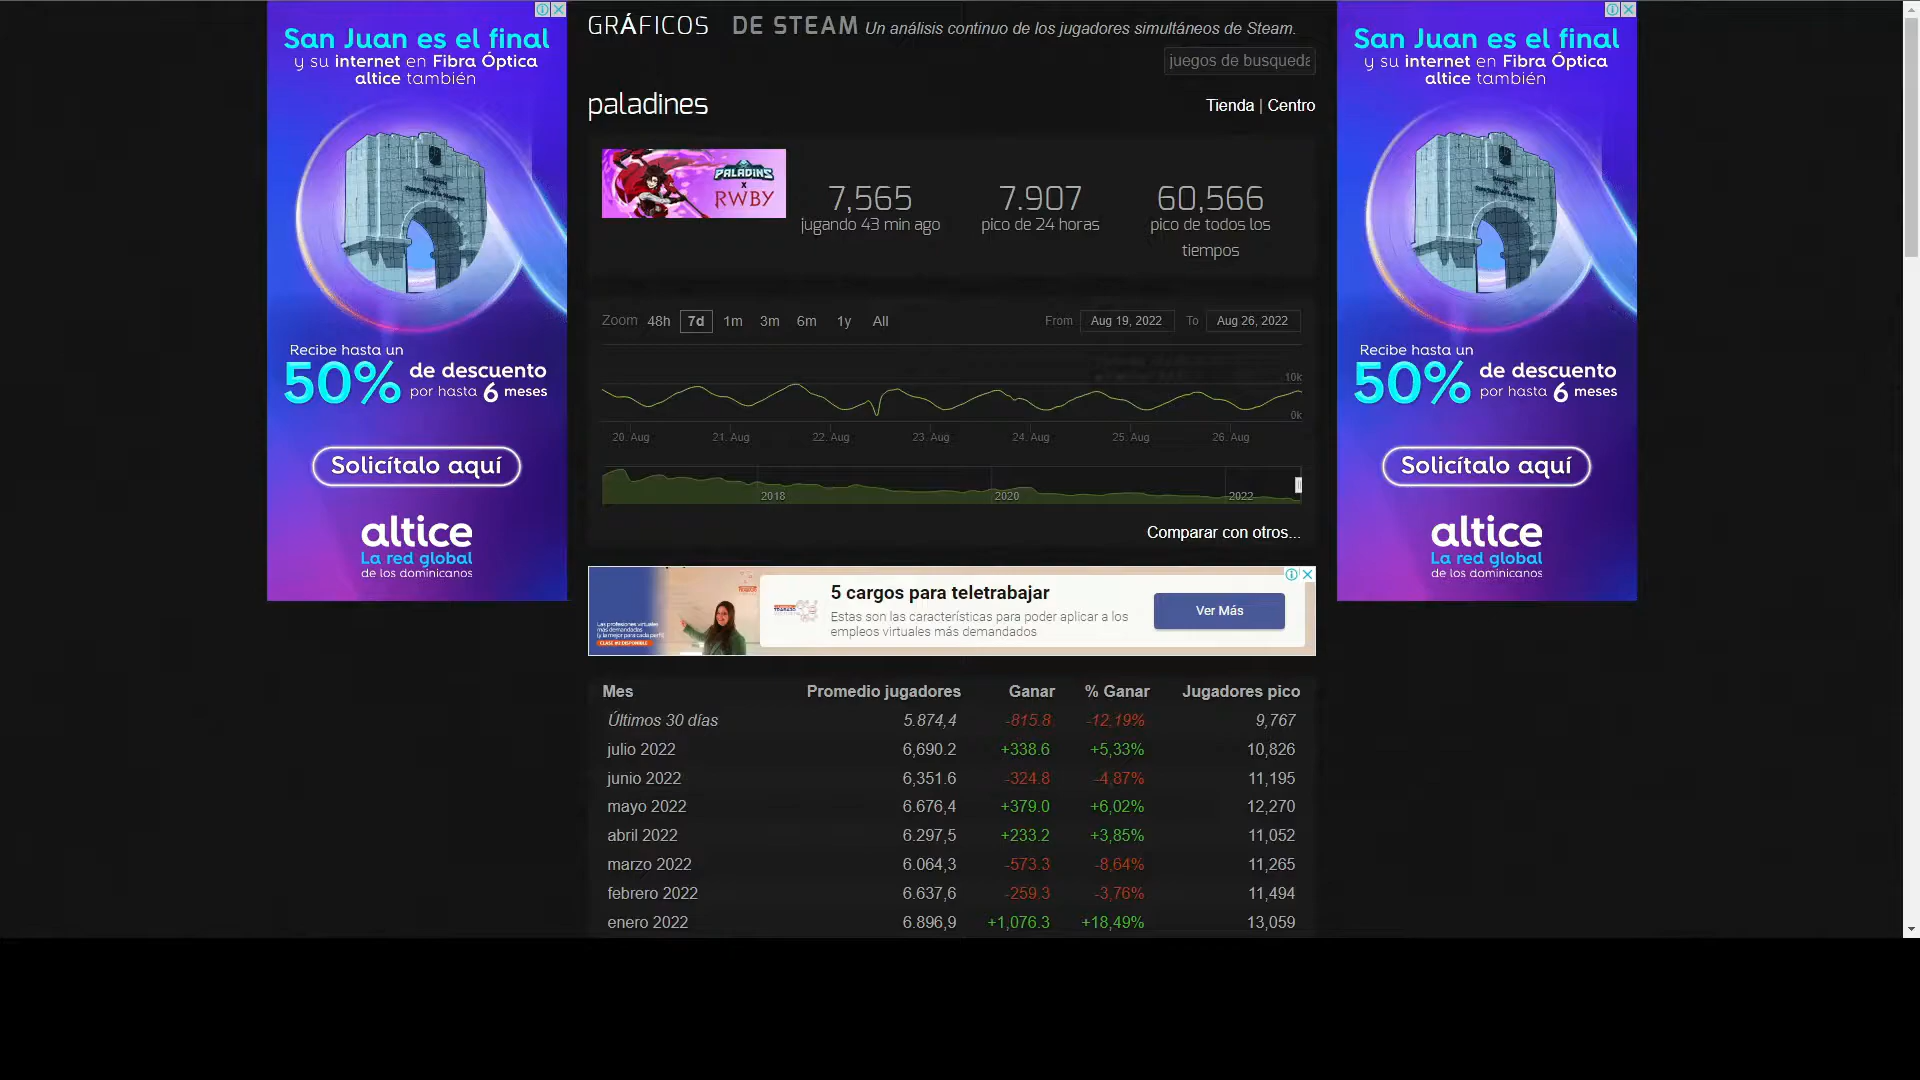 San Juan es el final
y su internet en Fibra Óptica
altice también
Recibe hasta un
50% de descuento
por hasta 6 meses
Solicítalo aquí
altice
La red global
de los dominicanos
GRÁFICOS DE STEAM Un análisis continuo de los jugadores simultáneos de Steam.
juegos de busqueda
paladines
Tienda | Centro
PALADINS
X
RWBY
7,565
jugando 43 min ago
7.907
pico de 24 horas
60,566
pico de todos los
tiempos
Zoom 48h 7d 1m 3m 6m 1y All
From Aug 19, 2022 To Aug 26, 2022
10k
0k
20. Aug 21. Aug 22. Aug 23. Aug 24. Aug 25. Aug 26. Aug
2018 2020 2022
Comparar con otros...
Las profesiones virtuales
más demandadas
(y la mejor para cada perfil)
5 cargos para teletrabajar
Estas son las características para poder aplicar a los
empleos virtuales más demandados
Ver Más
Mes Promedio jugadores Ganar % Ganar Jugadores pico
Últimos 30 días 5.874,4 -815.8 -12,19% 9,767
julio 2022 6,690.2 +338.6 +5,33% 10,826
junio 2022 6,351.6 -324.8 -4,87% 11,195
mayo 2022 6.676,4 +379.0 +6,02% 12,270
abril 2022 6.297,5 +233.2 +3,85% 11,052
marzo 2022 6.064,3 -573.3 -8,64% 11,265
febrero 2022 6.637,6 -259.3 -3,76% 11,494
enero 2022 6.896,9 +1,076.3 +18,49% 13,059
San Juan es el final
y su internet en Fibra Óptica
altice también
Recibe hasta un
50% de descuento
por hasta 6 meses
Solicítalo aquí
altice
La red global
de los dominicanos